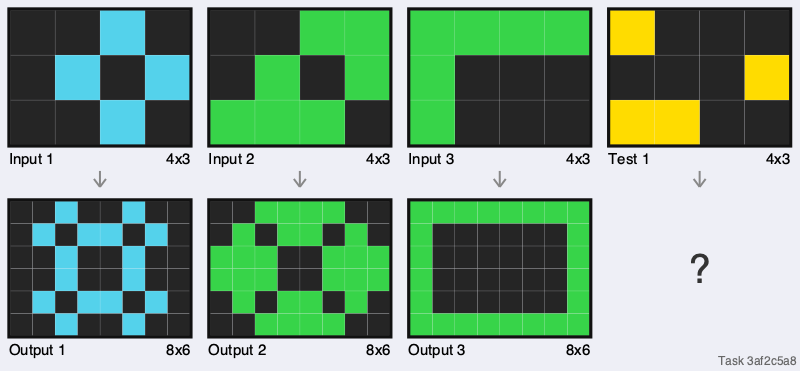 Input 1 4x3
Input 2 4x3
Input 3 4x3
Test 1 4x3
?
Output 1 8x6
Output 2 8x6
Output 3 8x6
Task 3af2c5a8